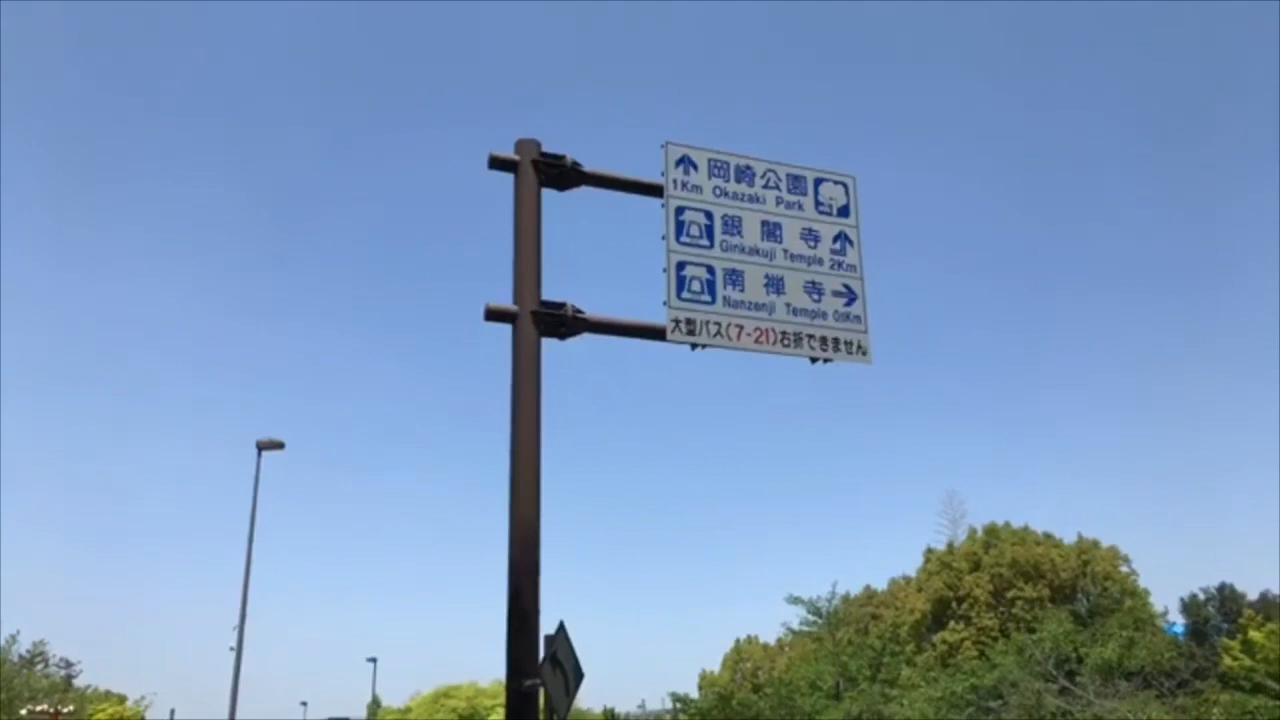 岡崎公園
1Km Okazaki Park
銀閣寺
Ginkakuji Temple 2Km
南禅寺
Nanzenji Temple
大型バス(7-21)右折できません